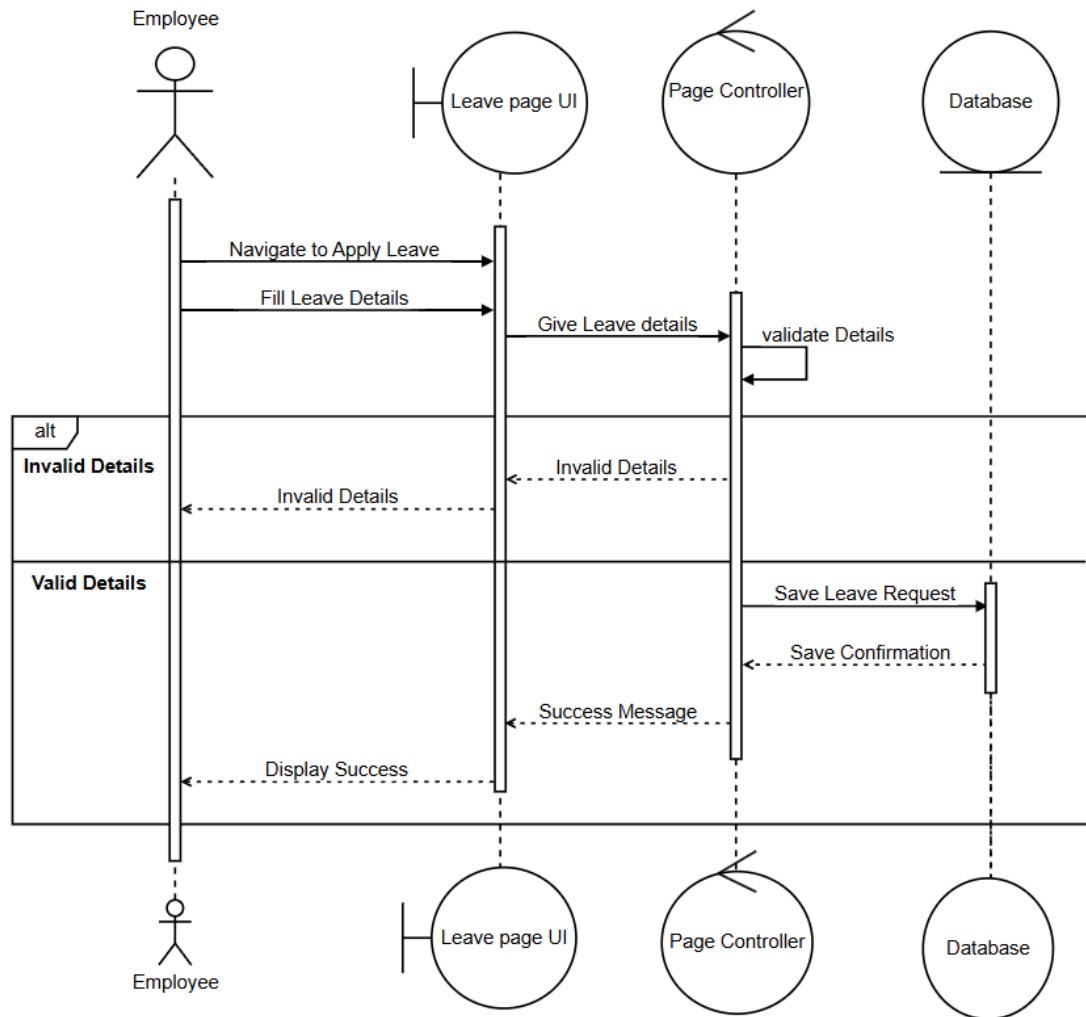 Employee
Leave page UI
Page Controller
Database
Navigate to Apply Leave
Fill Leave Details
Give Leave details
validate Details
alt
Invalid Details
Invalid Details
Invalid Details
Valid Details
Save Leave Request
Save Confirmation
Success Message
Display Success
Leave page UI
Page Controller
Database
Employee